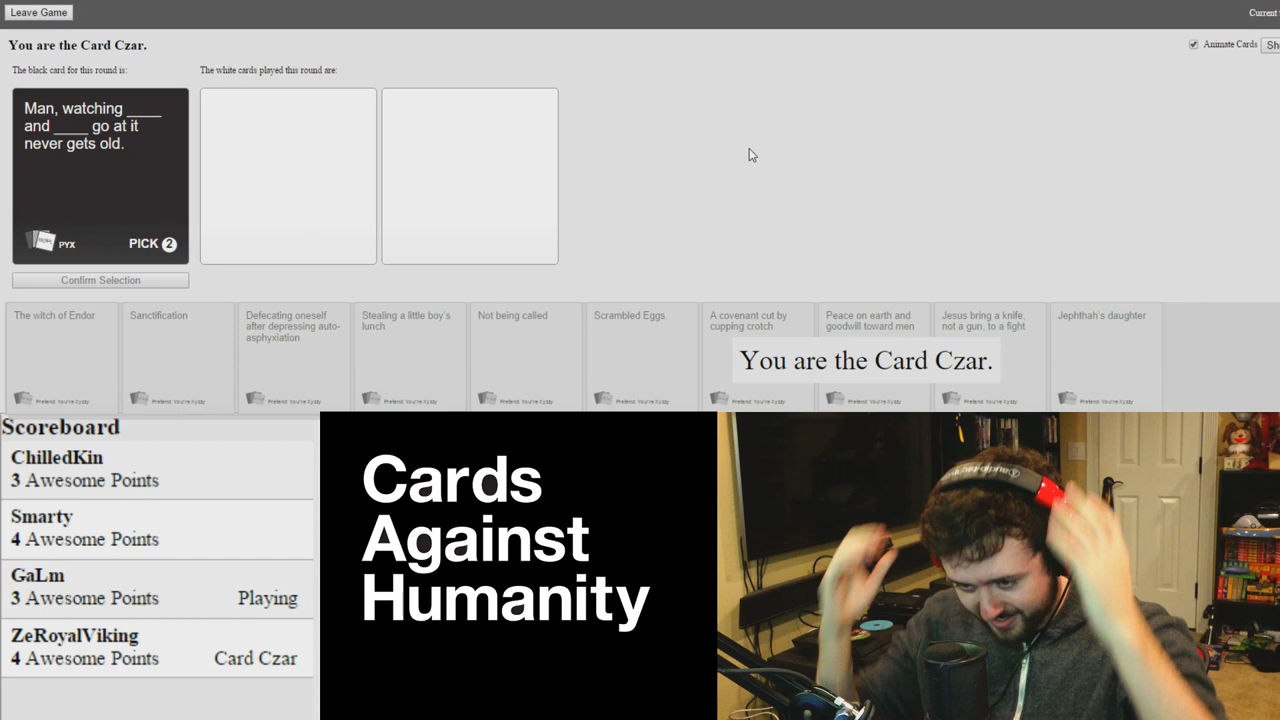 Leave Game
Current
You are the Card Czar.
Animate Cards
The black card for this round is:
The white cards played this round are:
Man, watching ____
and ____ go at it
never gets old.
PYX
PICK 2
Confirm Selection
The witch of Endor
Sanctification
Defecating oneself
after depressing auto-
asphyxiation
Stealing a little boy's
lunch
Not being called
Scrambled Eggs.
A covenant cut by
cupping crotch
Peace on earth and
goodwill toward men
Jesus bring a knife,
not a gun, to a fight
Jephthah's daughter
You are the Card Czar.
Scoreboard
ChilledKin
3 Awesome Points
Smarty
4 Awesome Points
GaLm
3 Awesome Points
Playing
ZeRoyalViking
4 Awesome Points
Card Czar
Cards
Against
Humanity